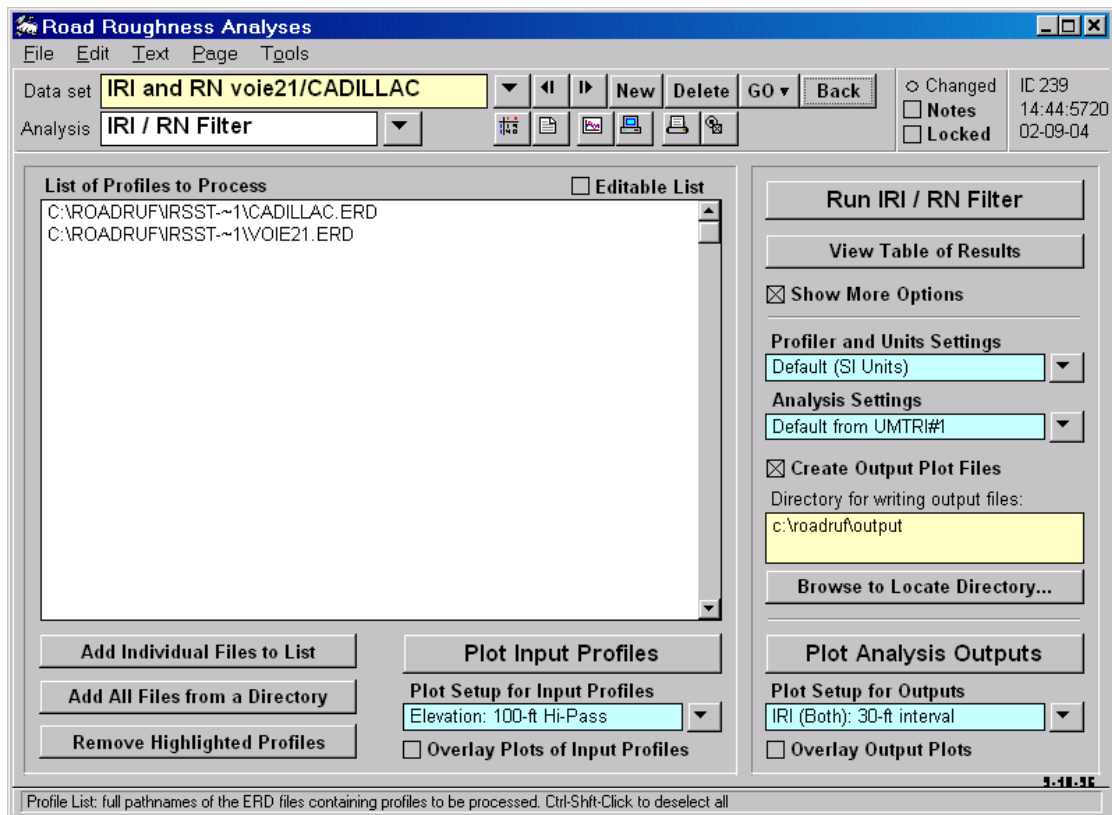 Road Roughness Analyses
File Edit Text Page Tools
Data set IRI and RN voie21/CADILLAC New Delete GO Back Changed IC 239
Notes 14:44:5720
Analysis IRI / RN Filter Locked 02-09-04
List of Profiles to Process Editable List
C:\ROADRUF\IRSST-~1\CADILLAC.ERD
C:\ROADRUF\IRSST-~1\VOIE21.ERD
Run IRI / RN Filter
View Table of Results
Show More Options
Profiler and Units Settings
Default (SI Units)
Analysis Settings
Default from UMTRI#1
Create Output Plot Files
Directory for writing output files:
c:\roadruf\output
Browse to Locate Directory...
Add Individual Files to List
Add All Files from a Directory
Remove Highlighted Profiles
Plot Input Profiles
Plot Setup for Input Profiles
Elevation: 100-ft Hi-Pass
Overlay Plots of Input Profiles
Plot Analysis Outputs
Plot Setup for Outputs
IRI (Both): 30-ft interval
Overlay Output Plots
Profile List: full pathnames of the ERD files containing profiles to be processed. Ctrl-Shft-Click to deselect all